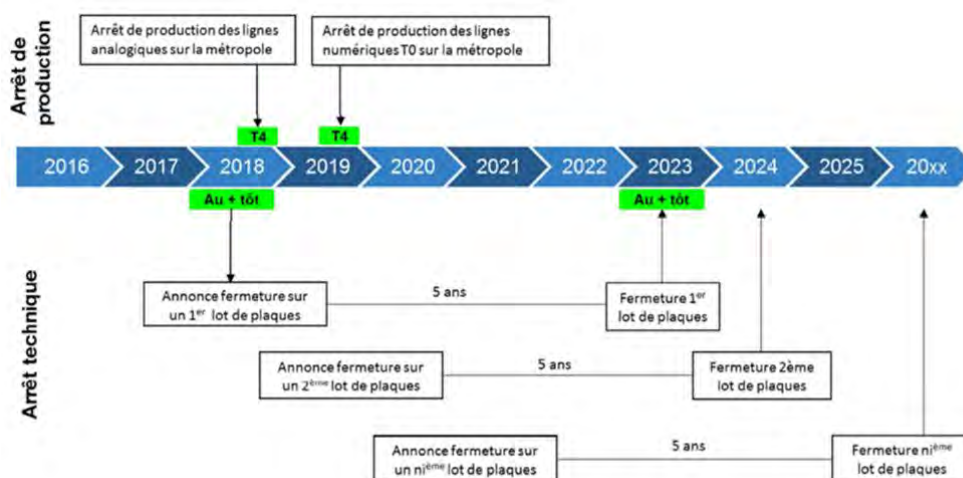 Arrêt de
production
Arrêt de production des lignes
analogiques sur la métropole
Arrêt de production des lignes
numériques T0 sur la métropole
T4
T4
2016
2017
2018
2019
2020
2021
2022
2023
2024
2025
20xx
Au + tôt
Au + tôt
Arrêt technique
Annonce fermeture sur
un 1er lot de plaques
5 ans
Fermeture 1er
lot de plaques
Annonce fermeture sur
un 2ème lot de plaques
5 ans
Fermeture 2ème
lot de plaques
Annonce fermeture sur
un nième lot de plaques
5 ans
Fermeture nième
lot de plaques